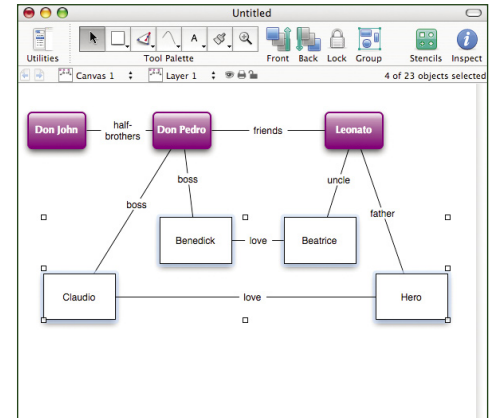 Untitled
Utilities
Tool Palette
Front Back Lock Group
Stencils Inspect
Canvas 1
Layer 1
4 of 23 objects selected
Don John
half-
brothers
Don Pedro
friends
Leonato
boss
uncle
boss
father
Benedick
love
Beatrice
Claudio
love
Hero